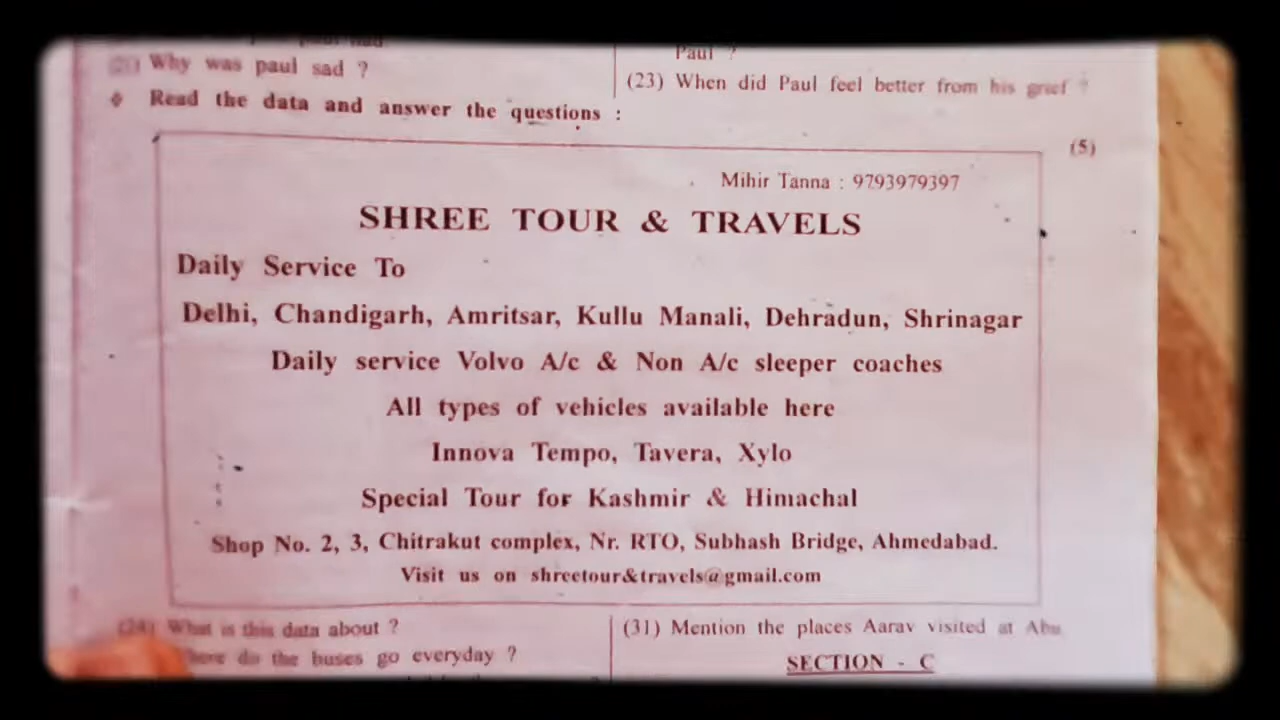 Why was paul sad ?
Paul ?
(23) When did Paul feel better from his grief ?
Read the data and answer the questions :
(5)
Mihir Tanna : 9793979397
SHREE TOUR & TRAVELS
Daily Service To
Delhi, Chandigarh, Amritsar, Kullu Manali, Dehradun, Shrinagar
Daily service Volvo A/c & Non A/c sleeper coaches
All types of vehicles available here
Innova Tempo, Tavera, Xylo
Special Tour for Kashmir & Himachal
Shop No. 2, 3, Chitrakut complex, Nr. RTO, Subhash Bridge, Ahmedabad.
Visit us on shreetour&travels@gmail.com
(24) What is this data about ?
do the buses go everyday ?
(31) Mention the places Aarav visited at Abu
SECTION - C